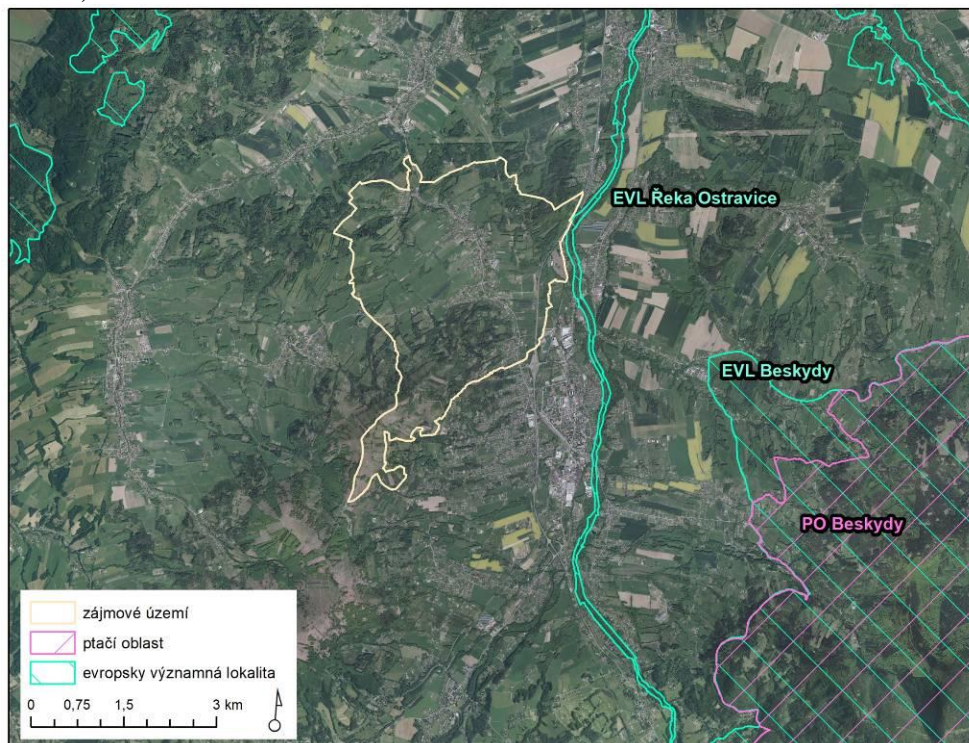 EVL Řeka Ostravice
EVL Beskydy
PO Beskydy
zájmové území
ptačí oblast
evropsky významná lokalita
0 0,75 1,5 3 km